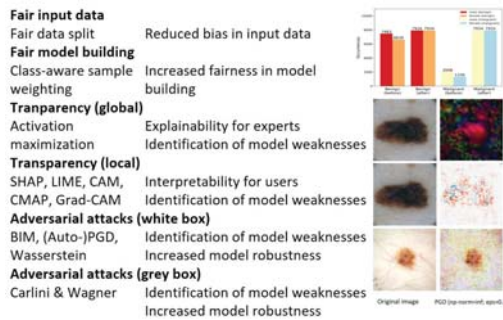 Fair input data
Fair data split Reduced bias in input data
Fair model building
Class-aware sample Increased fairness in model
weighting building
Tranparency (global)
Activation Explainability for experts
maximization Identification of model weaknesses
Transparency (local)
SHAP, LIME, CAM, Interpretability for users
CMAP, Grad-CAM Identification of model weaknesses
Adversarial attacks (white box)
BIM, (Auto-)PGD, Identification of model weaknesses
Wasserstein Increased model robustness
Adversarial attacks (grey box)
Carlini & Wagner Identification of model weaknesses
Increased model robustness
Original image